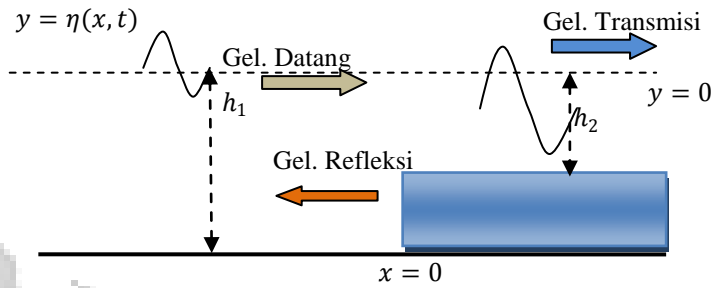 y = η(x, t)
Gel. Transmisi
Gel. Datang
y = 0
h₁
h₂
Gel. Refleksi
x = 0